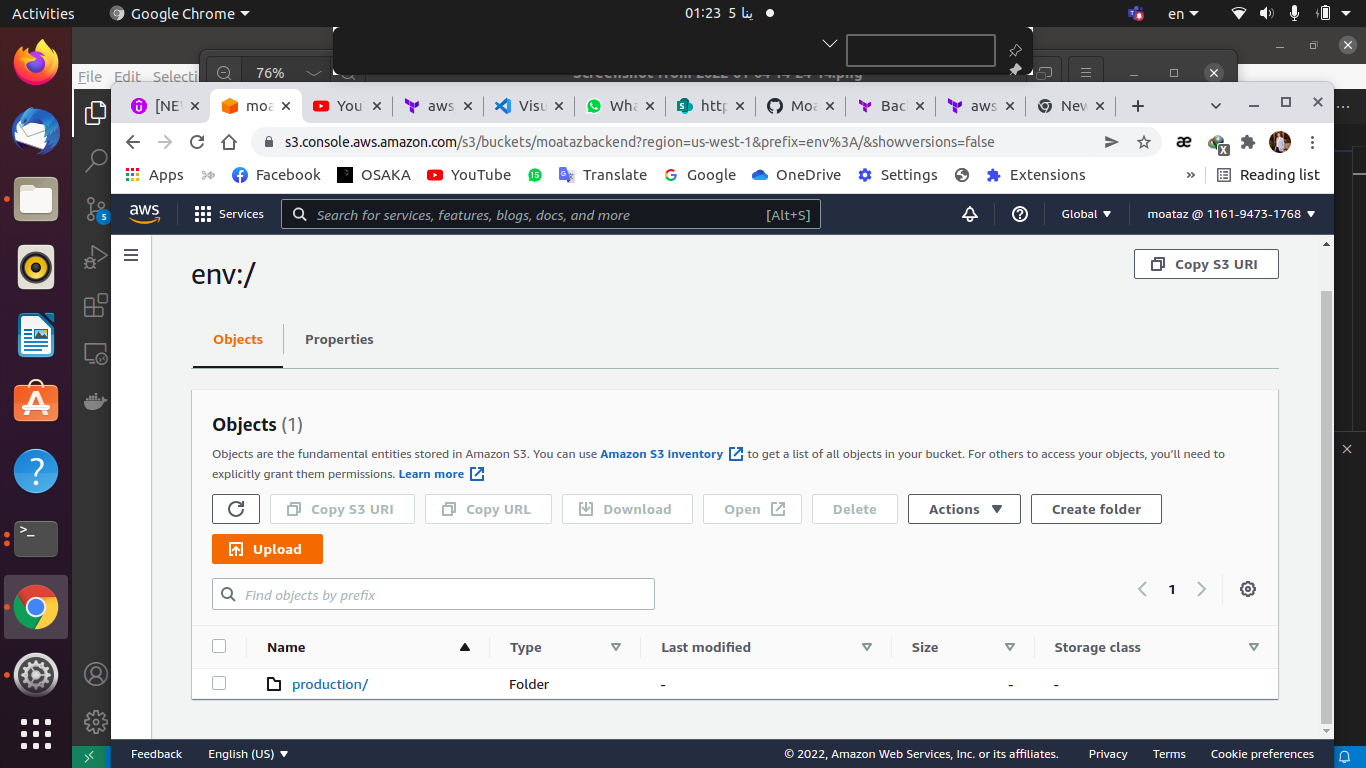 Activities Google Chrome 01:23 5 ينا en
76% Screenshot from 2022-01-04 14-24-14.png
File Edit Selecti
[NE moa You aws Visu Wha http Moa Bac aws New
s3.console.aws.amazon.com/s3/buckets/moatazbackend?region=us-west-1&prefix=env%3A/&showversions=false
Apps Facebook OSAKA YouTube Translate Google OneDrive Settings Extensions » Reading list
aws Services Search for services, features, blogs, docs, and more [Alt+S] Global moataz @ 1161-9473-1768
env:/
Copy S3 URI
Objects Properties
Objects (1)
Objects are the fundamental entities stored in Amazon S3. You can use Amazon S3 inventory to get a list of all objects in your bucket. For others to access your objects, you'll need to
explicitly grant them permissions. Learn more
Copy S3 URI Copy URL Download Open Delete Actions Create folder
Upload
Find objects by prefix
1
Name Type Last modified Size Storage class
production/ Folder - - -
Feedback English (US) © 2022, Amazon Web Services, Inc. or its affiliates. Privacy Terms Cookie preferences